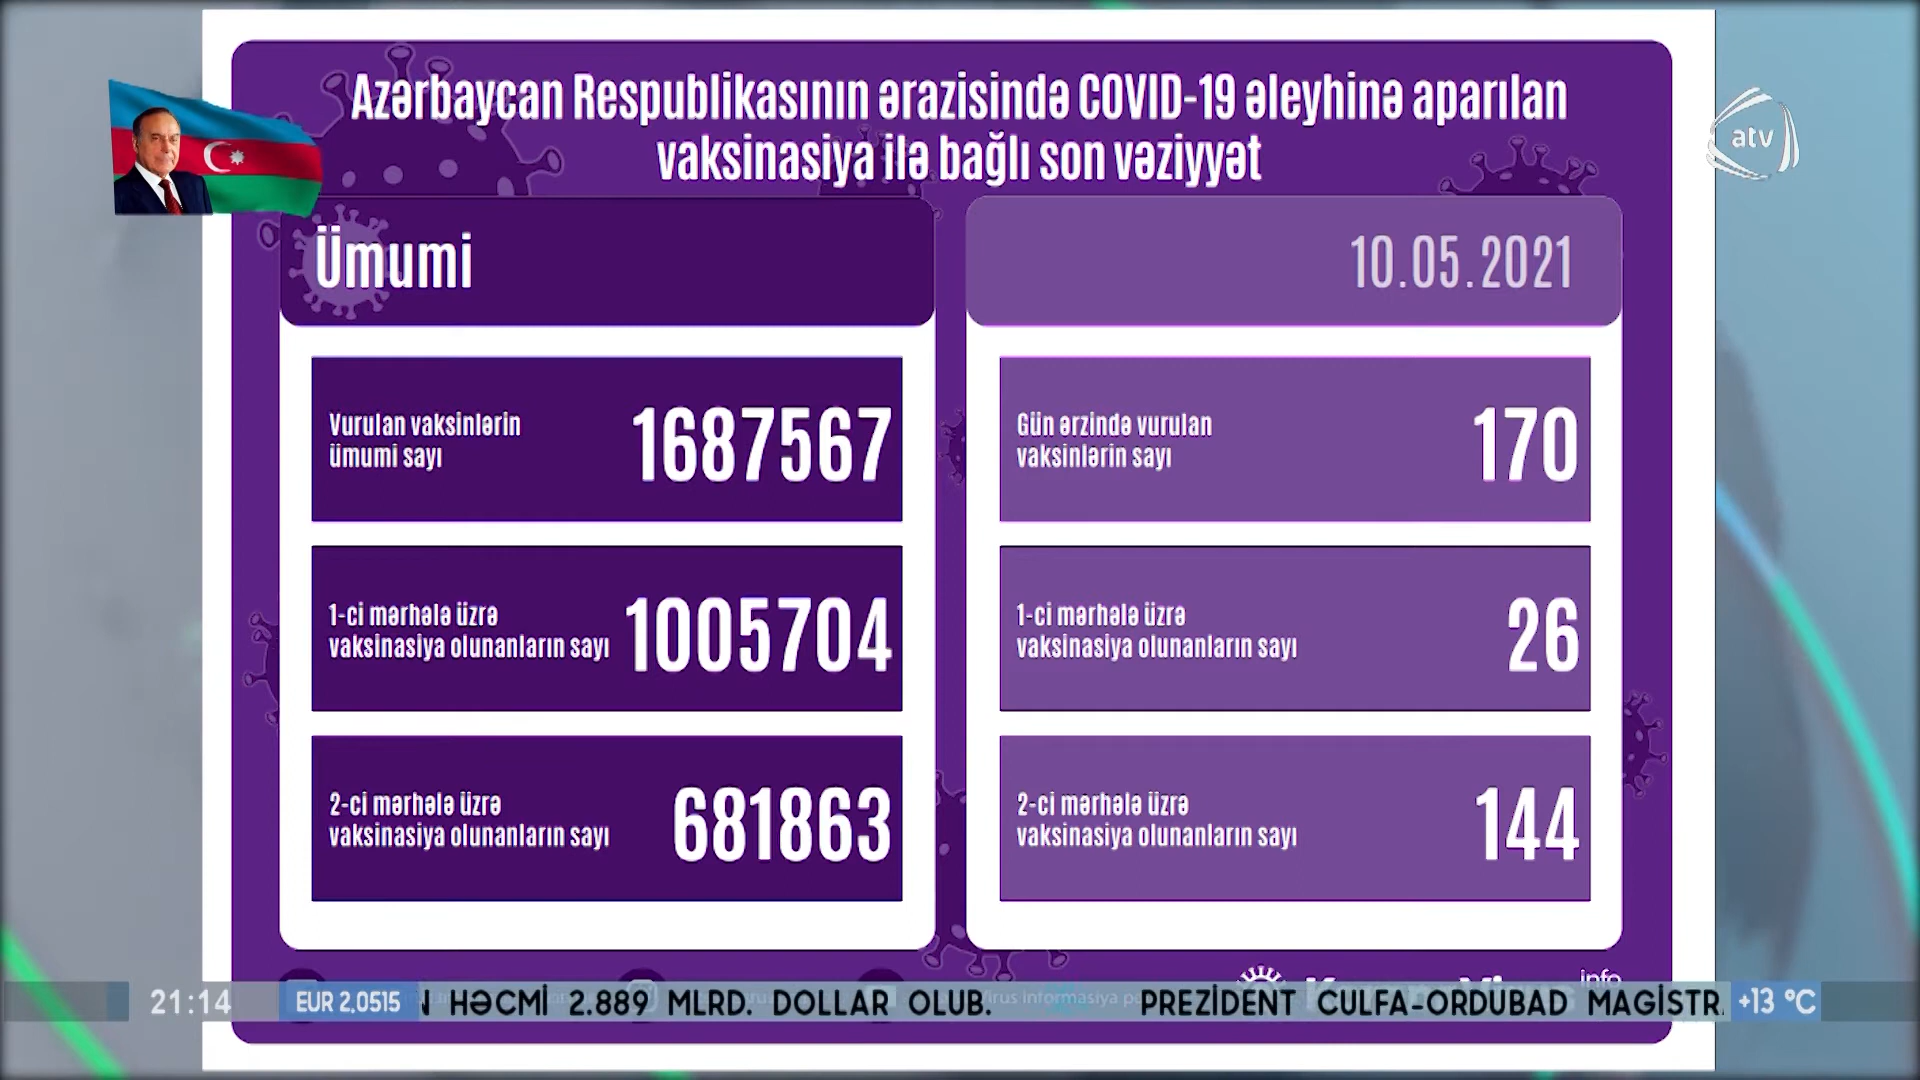 Azərbaycan Respublikasının ərazisində COVID-19 əleyhinə aparılan
vaksinasiya ilə bağlı son vəziyyət
atv
Ümumi
10.05.2021
Vurulan vaksinlərin
ümumi sayı
1687567
1-ci mərhələ üzrə
vaksinasiya olunanların sayı
1005704
2-ci mərhələ üzrə
vaksinasiya olunanların sayı
681863
Gün ərzində vurulan
vaksinlərin sayı
170
1-ci mərhələ üzrə
vaksinasiya olunanların sayı
26
2-ci mərhələ üzrə
vaksinasiya olunanların sayı
144
info
21:14
EUR 2.0515
HƏCMİ 2.889 MLRD. DOLLAR OLUB.
PREZİDENT CULFA-ORDUBAD MAGİSTR
+13 °C